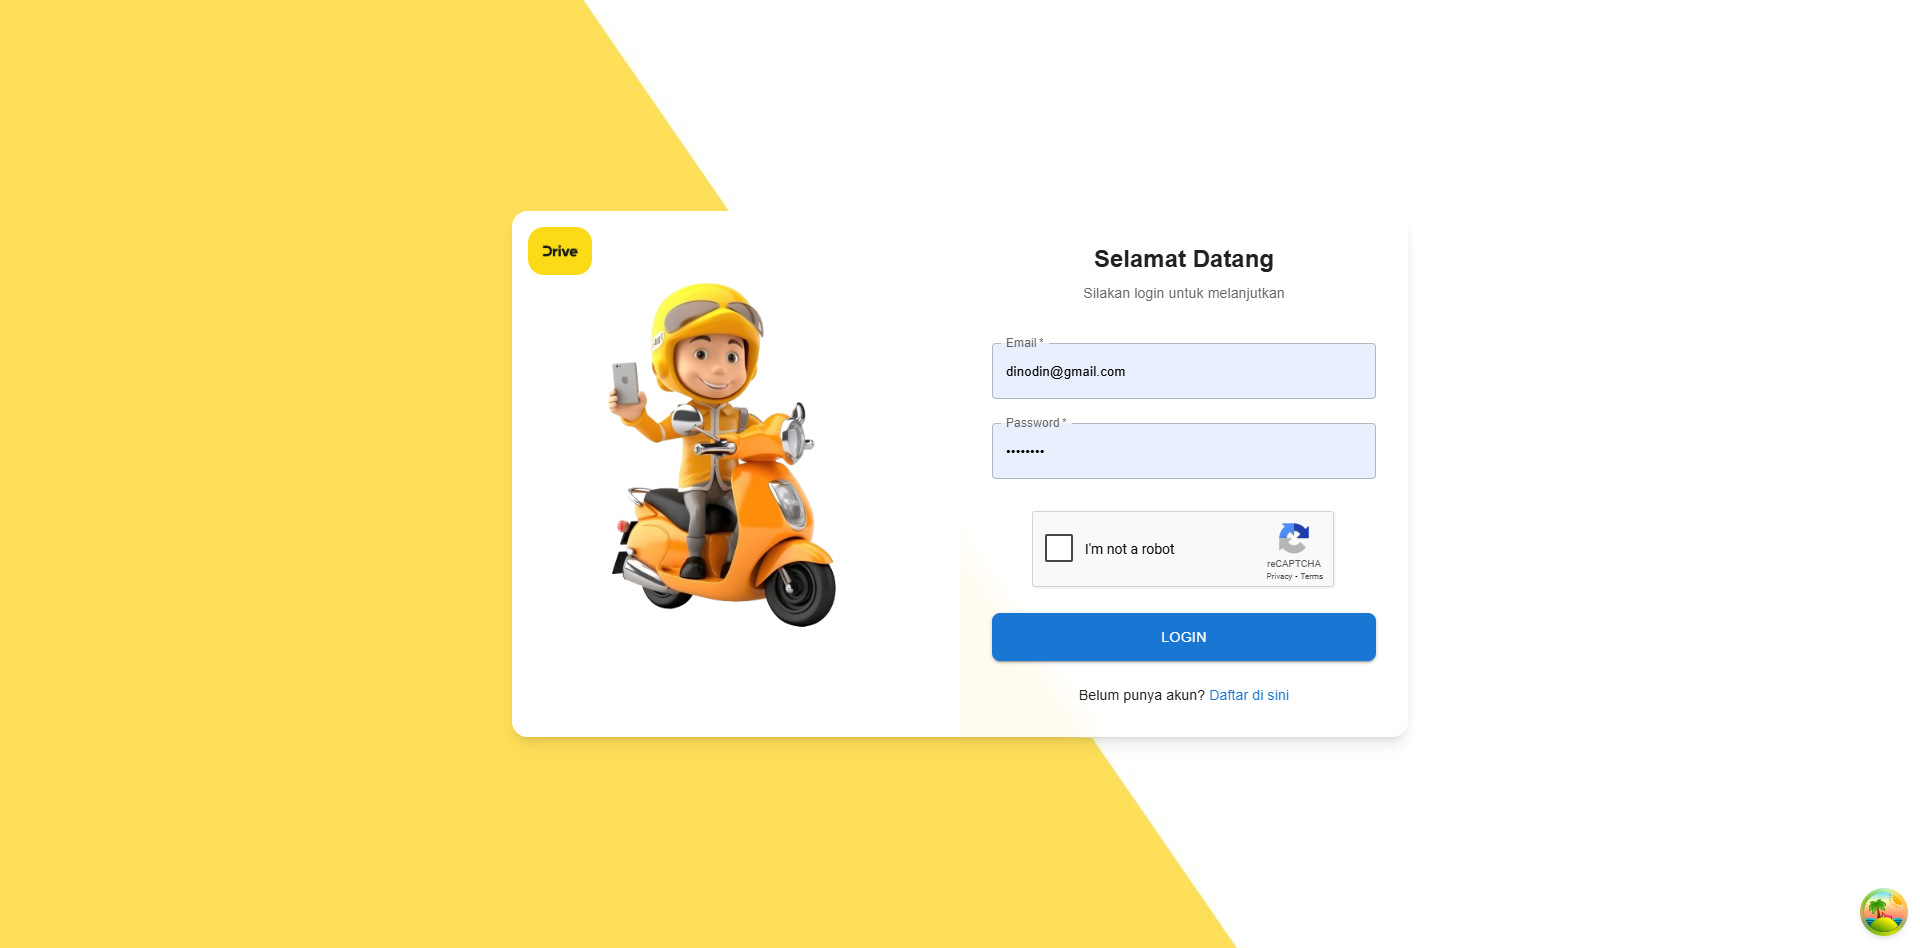 Drive
Selamat Datang
Silakan login untuk melanjutkan
Email *
dinodin@gmail.com
Password *
••••••••
I'm not a robot
reCAPTCHA
Privacy - Terms
LOGIN
Belum punya akun? Daftar di sini